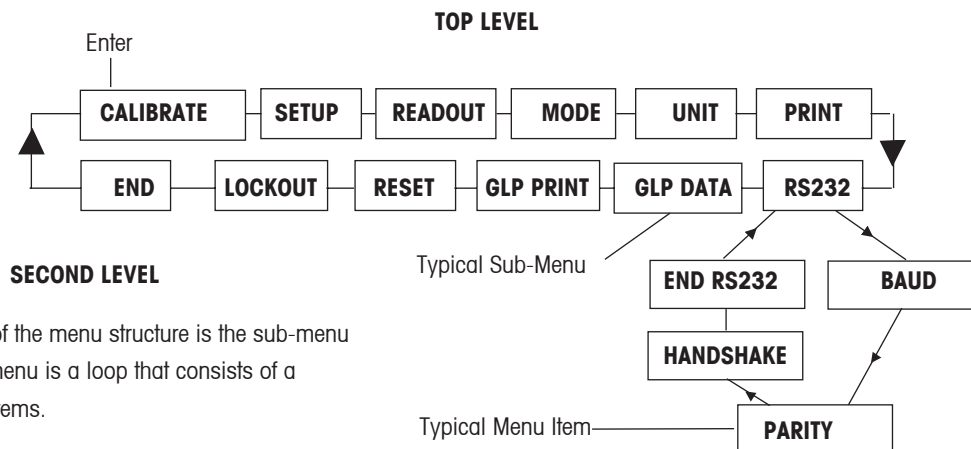 TOP LEVEL
Enter
CALIBRATE SETUP READOUT MODE UNIT PRINT
END LOCKOUT RESET GLP PRINT GLP DATA RS232
Typical Sub-Menu
SECOND LEVEL
END RS232 BAUD
of the menu structure is the sub-menu
menu is a loop that consists of a
HANDSHAKE
tems.
Typical Menu Item
PARITY